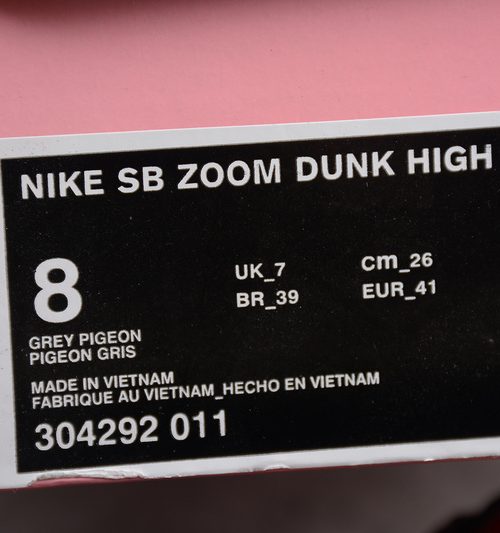 NIKE SB ZOOM DUNK HIGH
8
UK_7 cm_26
BR_39 EUR_41
GREY PIGEON
PIGEON GRIS
MADE IN VIETNAM
FABRIQUE AU VIETNAM_HECHO EN VIETNAM
304292 011